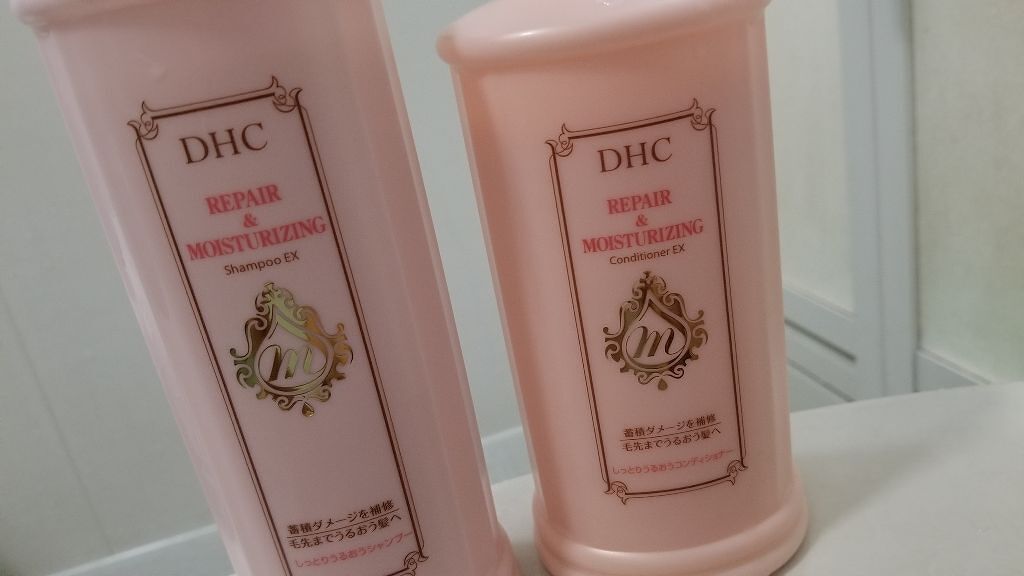 DHC
REPAIR
&
MOISTURIZING
Shampoo EX
m
蓄積ダメージを補修
毛先までうるおう髪へ
しっとりうるおうシャンプー
DHC
REPAIR
&
MOISTURIZING
Conditioner EX
m
蓄積ダメージを補修
毛先までうるおう髪へ
しっとりうるおうコンディショナー